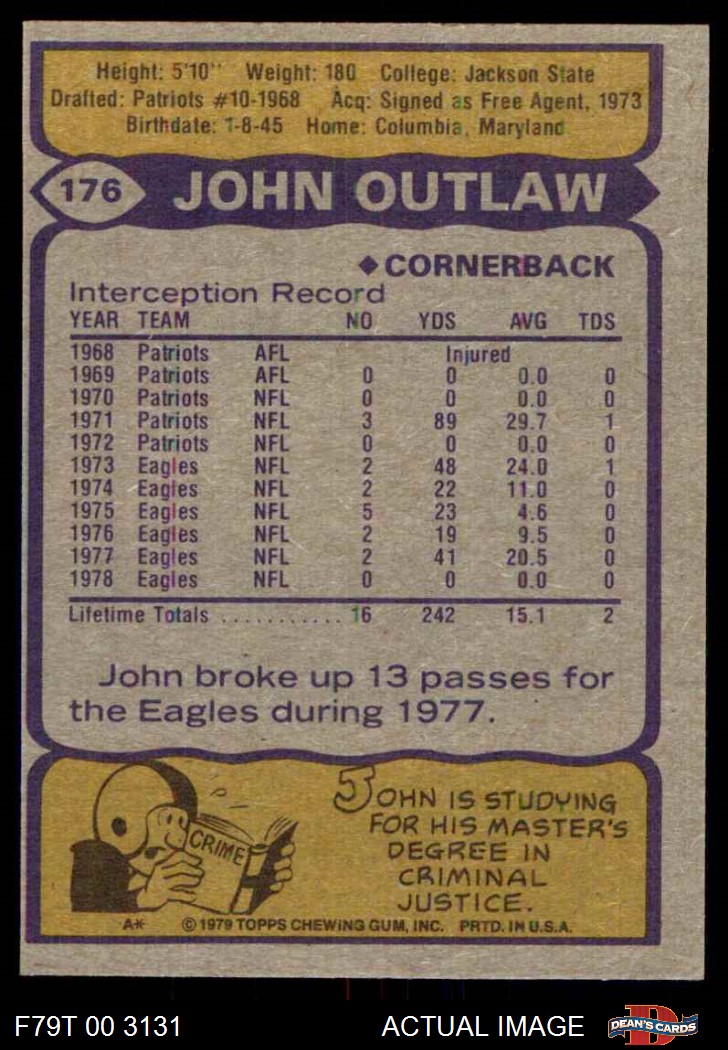 Height: 5'10" Weight: 180 College: Jackson State
Drafted: Patriots #10-1968 Acq: Signed as Free Agent, 1973
Birthdate: 1-8-45 Home: Columbia, Maryland
176 JOHN OUTLAW
◆CORNERBACK
Interception Record
YEAR TEAM NO YDS AVG TDS
1968 Patriots AFL Injured
1969 Patriots AFL 0 0 0.0 0
1970 Patriots NFL 0 0 0.0 0
1971 Patriots NFL 3 89 29.7 1
1972 Patriots NFL 0 0 0.0 0
1973 Eagles NFL 2 48 24.0 1
1974 Eagles NFL 2 22 11.0 0
1975 Eagles NFL 5 23 4.6 0
1976 Eagles NFL 2 19 9.5 0
1977 Eagles NFL 2 41 20.5 0
1978 Eagles NFL 0 0 0.0 0
Lifetime Totals ........... 16 242 15.1 2
John broke up 13 passes for
the Eagles during 1977.
CRIME
JOHN IS STUDYING
FOR HIS MASTER'S
DEGREE IN
CRIMINAL
JUSTICE.
A* © 1979 TOPPS CHEWING GUM, INC. PRTD. IN U.S.A.
F79T 00 3131 ACTUAL IMAGE
D
DEAN'S CARDS